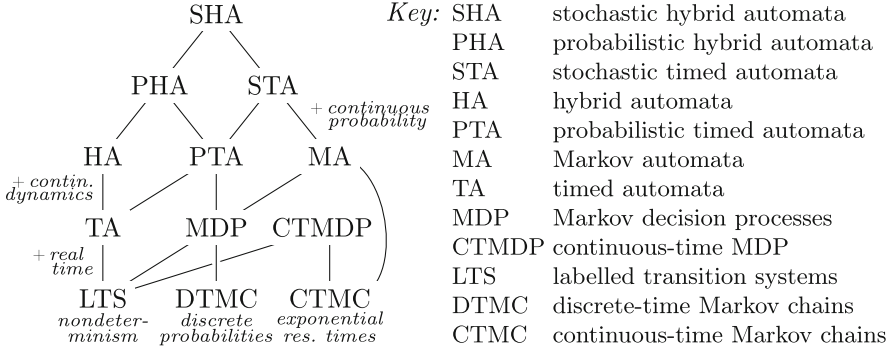 SHA
PHA STA
+ continuous
probability
HA PTA MA
+ contin.
dynamics
TA MDP CTMDP
+ real
time
LTS DTMC CTMC
nondeter-
minism
discrete
probabilities
exponential
res. times
Key: SHA stochastic hybrid automata
PHA probabilistic hybrid automata
STA stochastic timed automata
HA hybrid automata
PTA probabilistic timed automata
MA Markov automata
TA timed automata
MDP Markov decision processes
CTMDP continuous-time MDP
LTS labelled transition systems
DTMC discrete-time Markov chains
CTMC continuous-time Markov chains